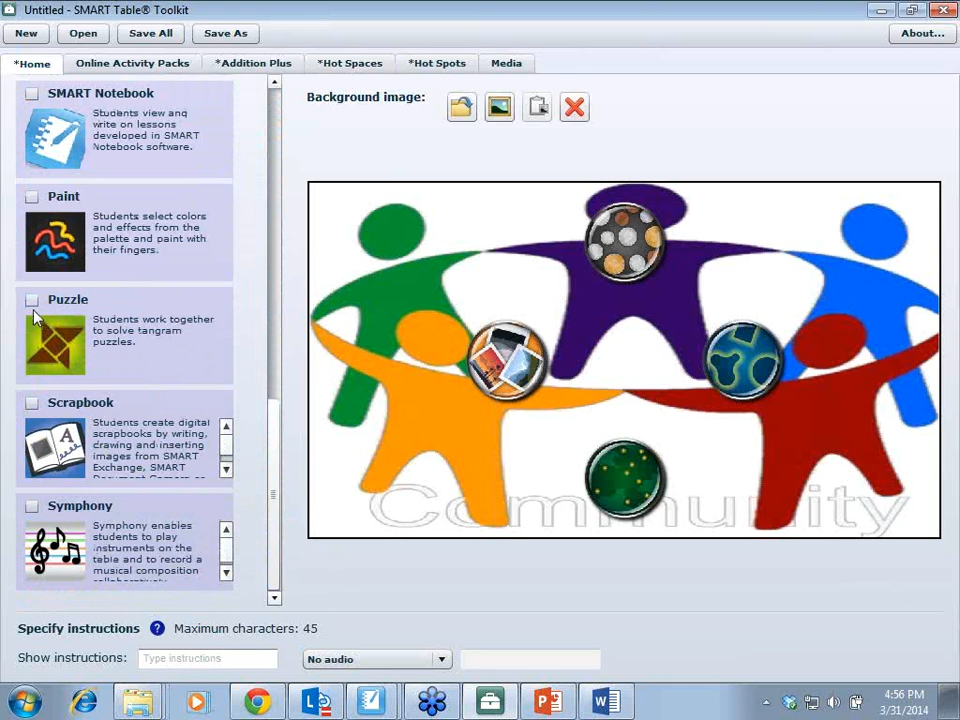 Untitled - SMART Table® Toolkit
New
Open
Save All
Save As
About...
*Home
Online Activity Packs
*Addition Plus
*Hot Spaces
*Hot Spots
Media
SMART Notebook
Students view and
write on lessons
developed in SMART
Notebook software.
Paint
Students select colors
and effects from the
palette and paint with
their fingers.
Puzzle
Students work together
to solve tangram
puzzles.
Scrapbook
Students create digital
scrapbooks by writing,
drawing and inserting
images from SMART
Exchange, SMART
Symphony
Symphony enables
students to play
instruments on the
table and to record a
musical composition
collaboratively.
Background image:
Community
Specify instructions ? Maximum characters: 45
Show instructions: Type instructions No audio
4:56 PM
3/31/2014